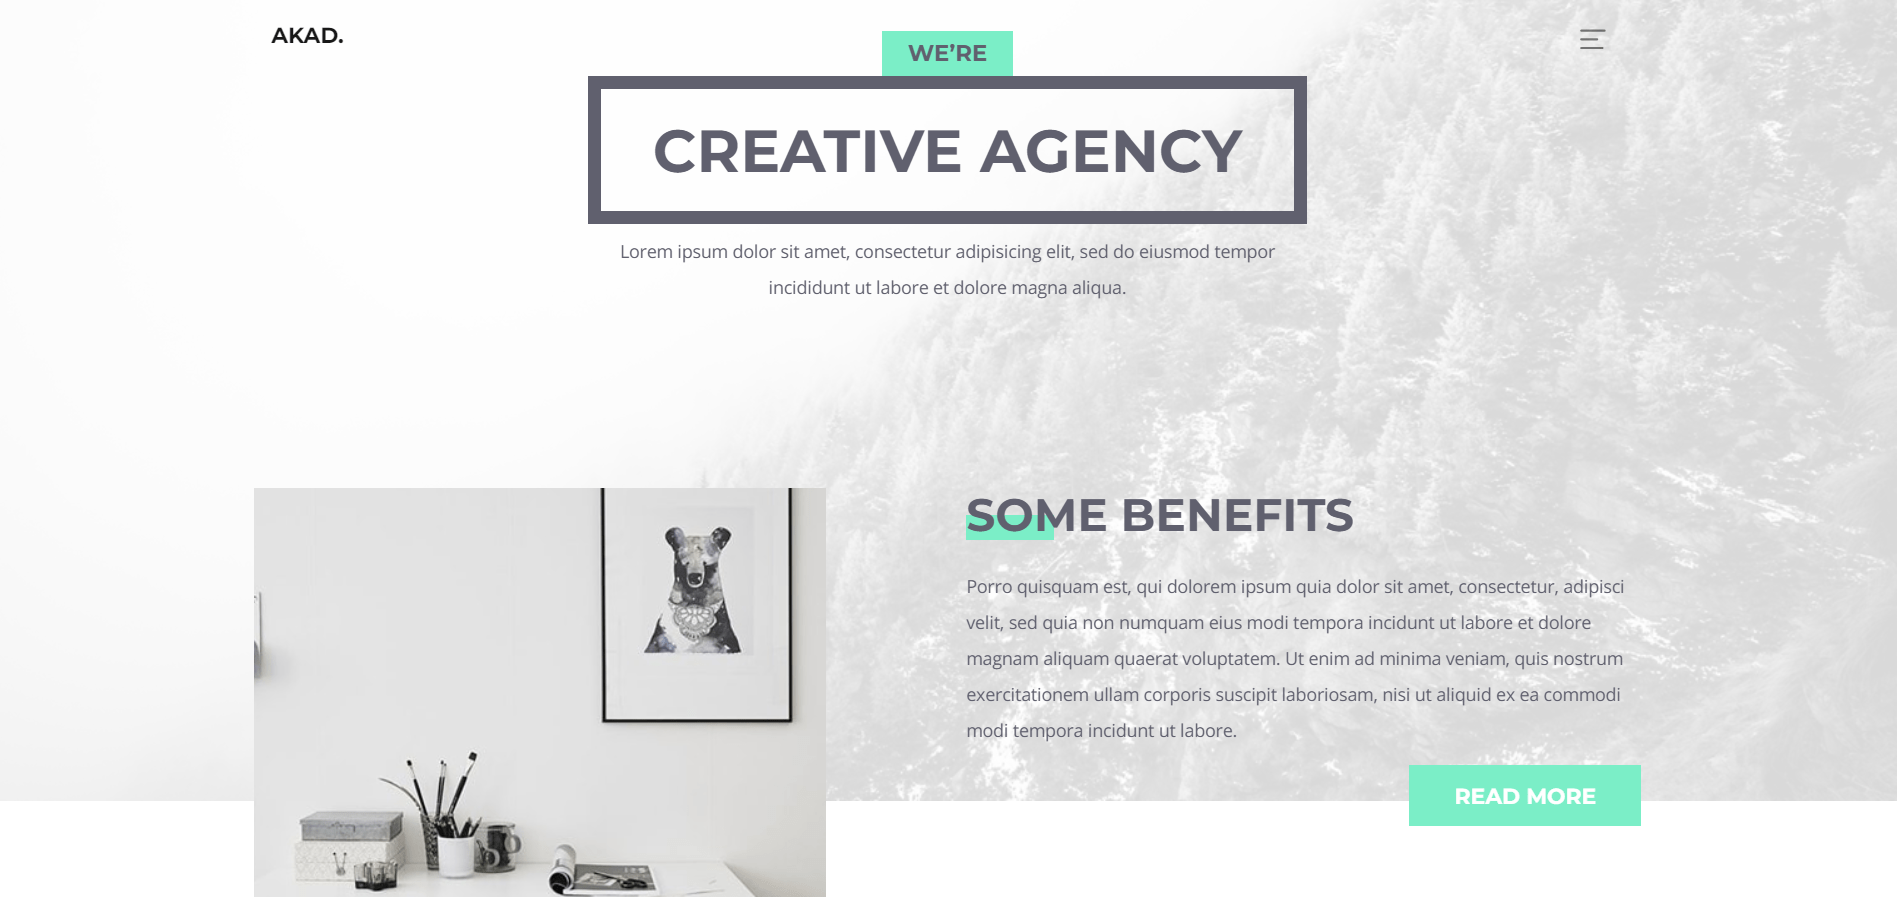 AKAD.
WE’RE
CREATIVE AGENCY
Lorem ipsum dolor sit amet, consectetur adipisicing elit, sed do eiusmod tempor
incididunt ut labore et dolore magna aliqua.
SOME BENEFITS
Porro quisquam est, qui dolorem ipsum quia dolor sit amet, consectetur, adipisci
velit, sed quia non numquam eius modi tempora incidunt ut labore et dolore
magnam aliquam quaerat voluptatem. Ut enim ad minima veniam, quis nostrum
exercitationem ullam corporis suscipit laboriosam, nisi ut aliquid ex ea commodi
modi tempora incidunt ut labore.
READ MORE